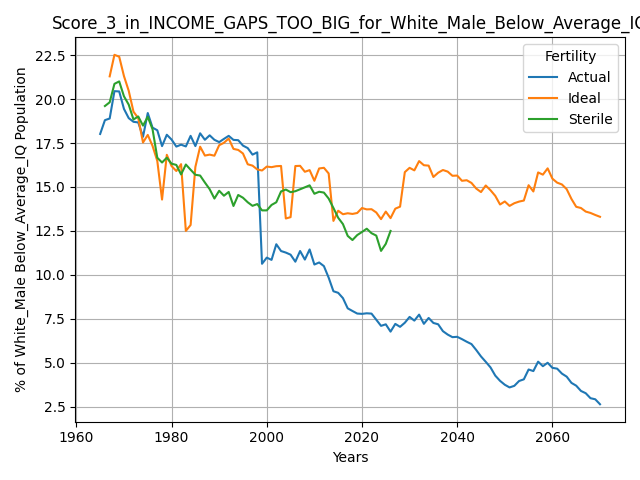 Score_3_in_INCOME_GAPS_TOO_BIG_for_White_Male_Below_Average_IQ
Fertility
Actual
Ideal
Sterile
% of White_Male Below_Average_IQ Population
22.5
20.0
17.5
15.0
12.5
10.0
7.5
5.0
2.5
1960 1980 2000 2020 2040 2060
Years